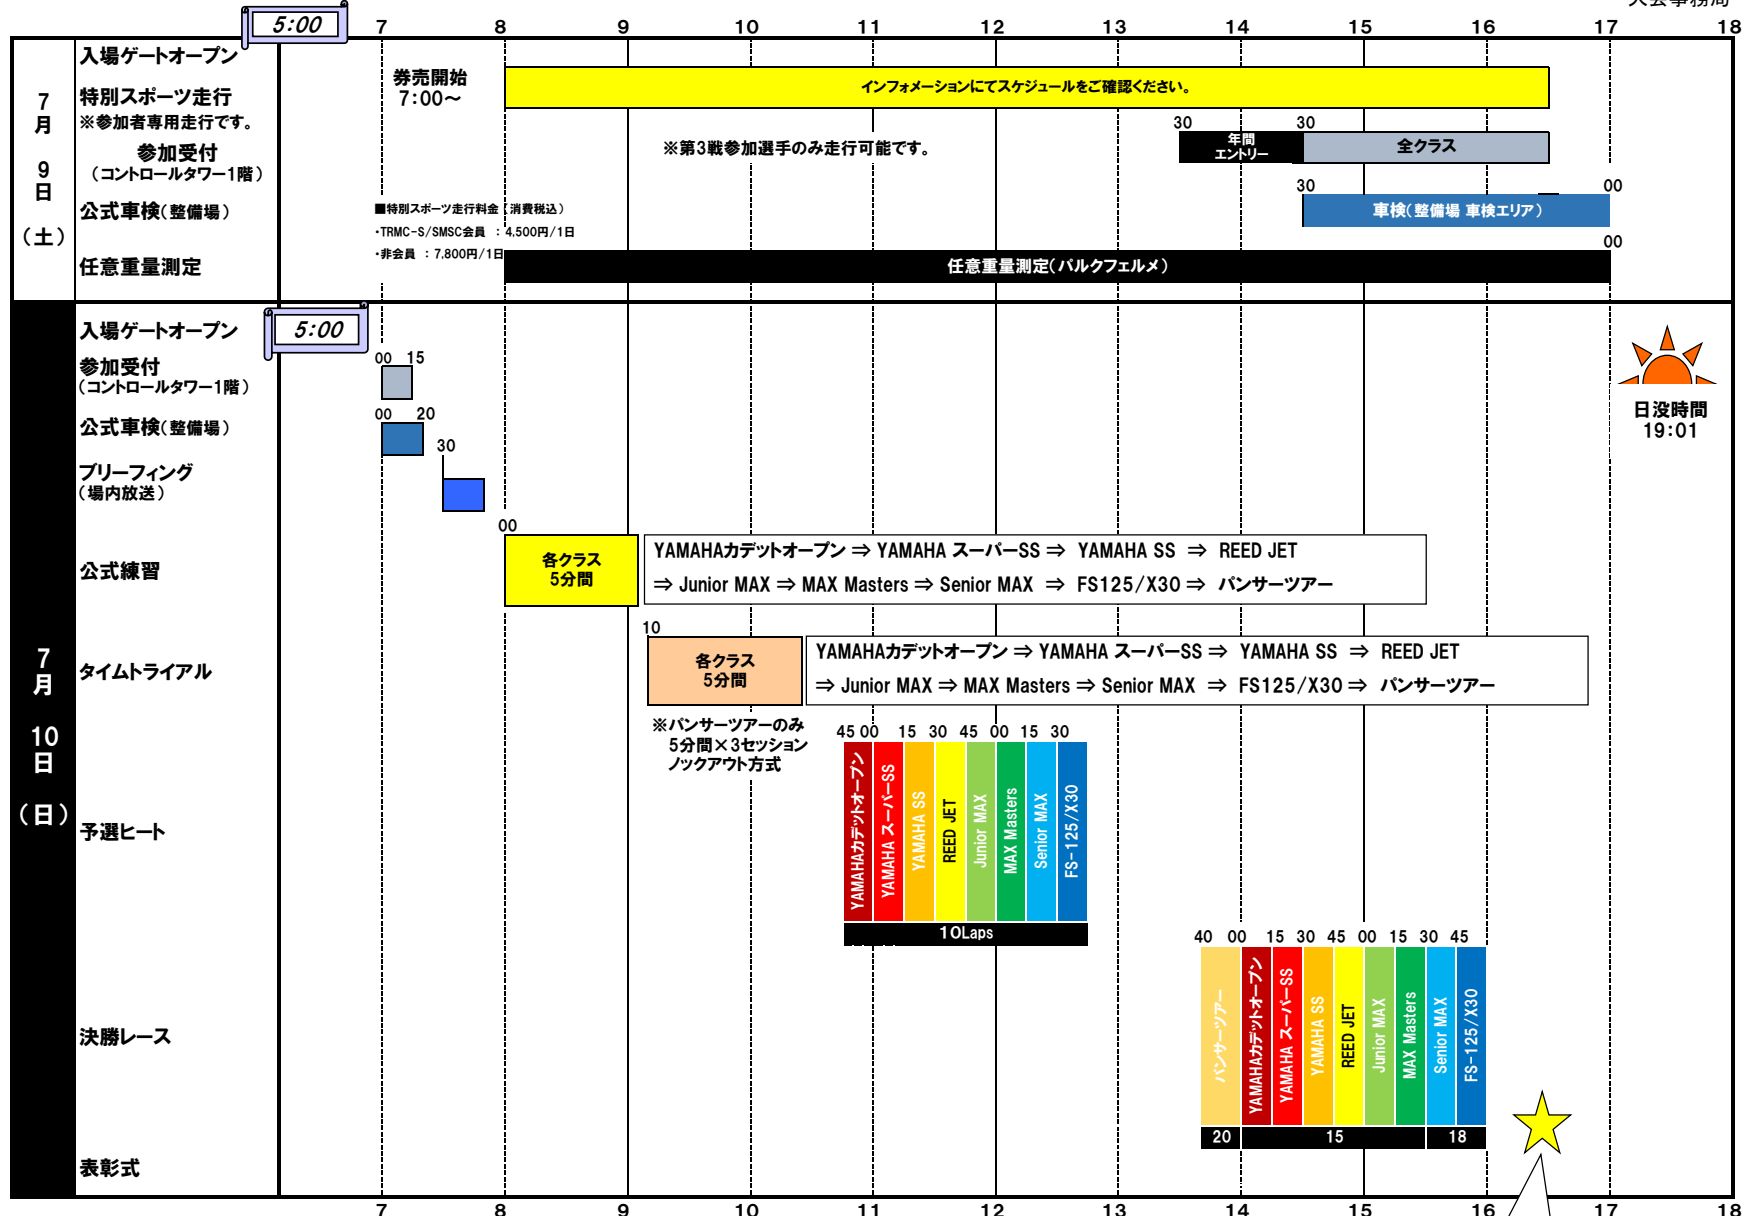 大会事務局
5:00
7 8 9 10 11 12 13 14 15 16 17 18
7月9日(土)
入場ゲートオープン
特別スポーツ走行
※参加者専用走行です。
券売開始
7:00～
インフォメーションにてスケジュールをご確認ください。
※第3戦参加選手のみ走行可能です。
参加受付
(コントロールタワー1階)
30 30
年間
エントリー
全クラス
公式車検(整備場)
30 00
車検(整備場 車検エリア)
■特別スポーツ走行料金(消費税込)
・TRMC-S/SMSC会員 : 4,500円/1日
・非会員 : 7,800円/1日
任意重量測定
00
任意重量測定(パルクフェルメ)
7月10日(日)
入場ゲートオープン
5:00
参加受付
(コントロールタワー1階)
00 15
公式車検(整備場)
00 20
ブリーフィング
(場内放送)
30
日没時間
19:01
公式練習
00
各クラス
5分間
YAMAHAカデットオープン ⇒ YAMAHA スーパーSS ⇒ YAMAHA SS ⇒ REED JET
⇒ Junior MAX ⇒ MAX Masters ⇒ Senior MAX ⇒ FS125/X30 ⇒ パンサーツアー
タイムトライアル
10
各クラス
5分間
YAMAHAカデットオープン ⇒ YAMAHA スーパーSS ⇒ YAMAHA SS ⇒ REED JET
⇒ Junior MAX ⇒ MAX Masters ⇒ Senior MAX ⇒ FS125/X30 ⇒ パンサーツアー
※パンサーツアーのみ
5分間×3セッション
ノックアウト方式
予選ヒート
45 00 15 30 45 00 15 30
YAMAHAカデットオープン
YAMAHA スーパーSS
YAMAHA SS
REED JET
Junior MAX
MAX Masters
Senior MAX
FS-125/X30
10Laps
決勝レース
40 00 15 30 45 00 15 30 45
パンサーツアー
YAMAHAカデットオープン
YAMAHA スーパーSS
YAMAHA SS
REED JET
Junior MAX
MAX Masters
Senior MAX
FS-125/X30
20 15 18
表彰式
7 8 9 10 11 12 13 14 15 16 17 18